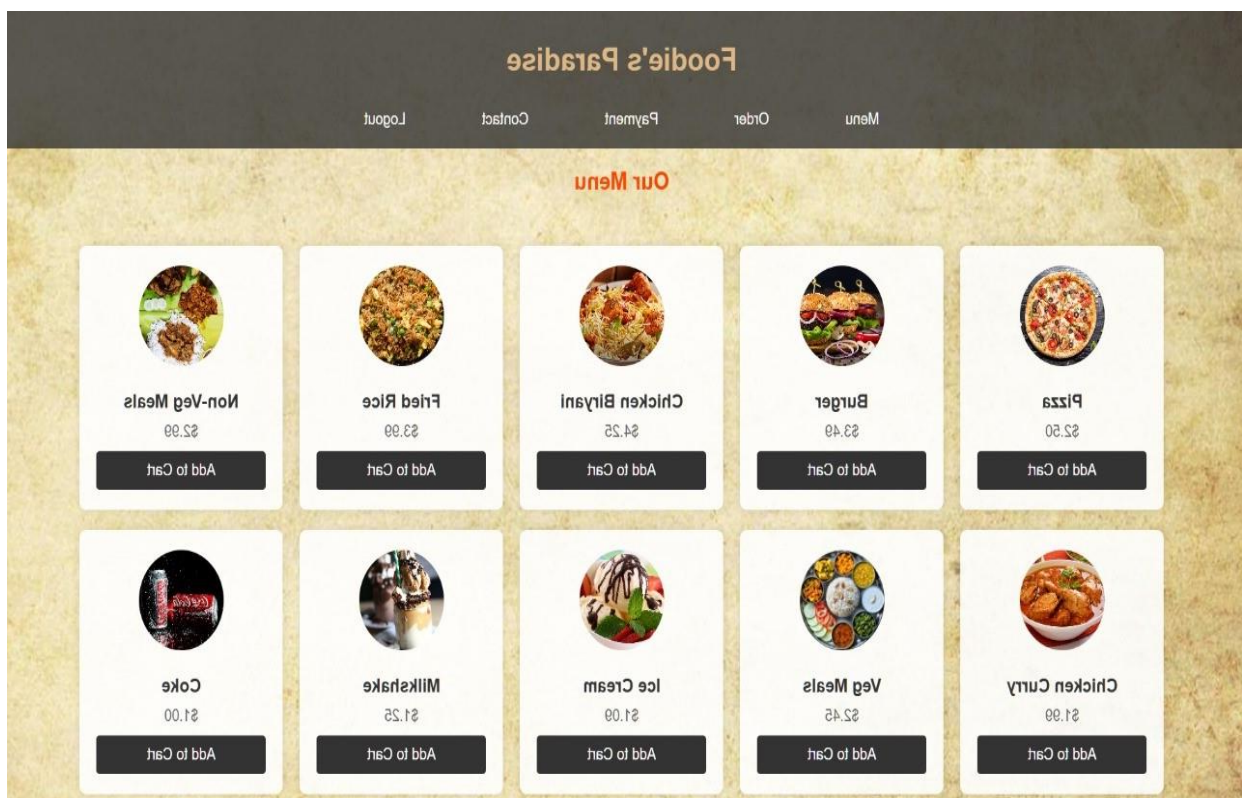 Foodie's Paradise
Menu Order Payment Contact Logout
Our Menu
Pizza Burger Chicken Biryani Fried Rice Non-Veg Meals
$2.50 $3.49 $4.25 $3.99 $2.99
Add to Cart Add to Cart Add to Cart Add to Cart Add to Cart
Chicken Curry Veg Meals Ice Cream Milkshake Coke
$1.99 $2.45 $1.09 $1.25 $1.00
Add to Cart Add to Cart Add to Cart Add to Cart Add to Cart